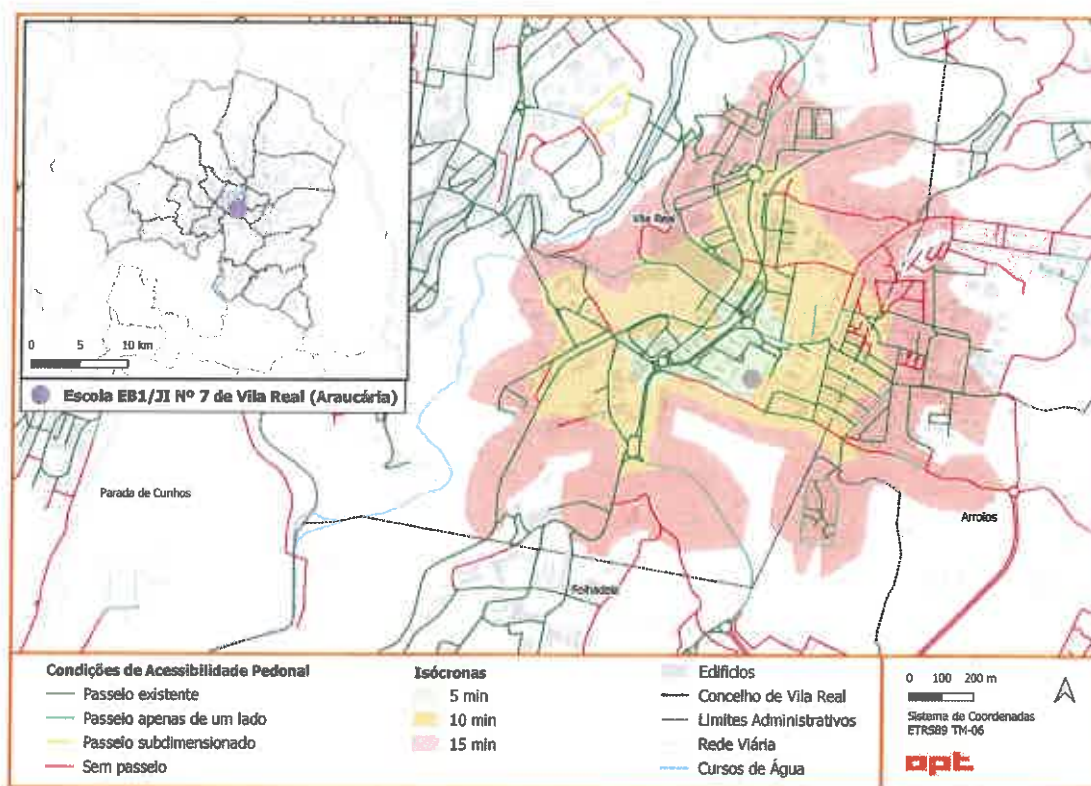 Vila Real
0 5 10 km
Escola EB1/JI Nº 7 de Vila Real (Araucária)
Parada de Cunhos
Arroios
Folhadela
Condições de Acessibilidade Pedonal
Passeio existente
Passeio apenas de um lado
Passeio subdimensionado
Sem passeio
Isócronas
5 min
10 min
15 min
Edifícios
Concelho de Vila Real
Limites Administrativos
Rede Viária
Cursos de Água
0 100 200 m
Sistema de Coordenadas
ETRS89 TM-06
opt